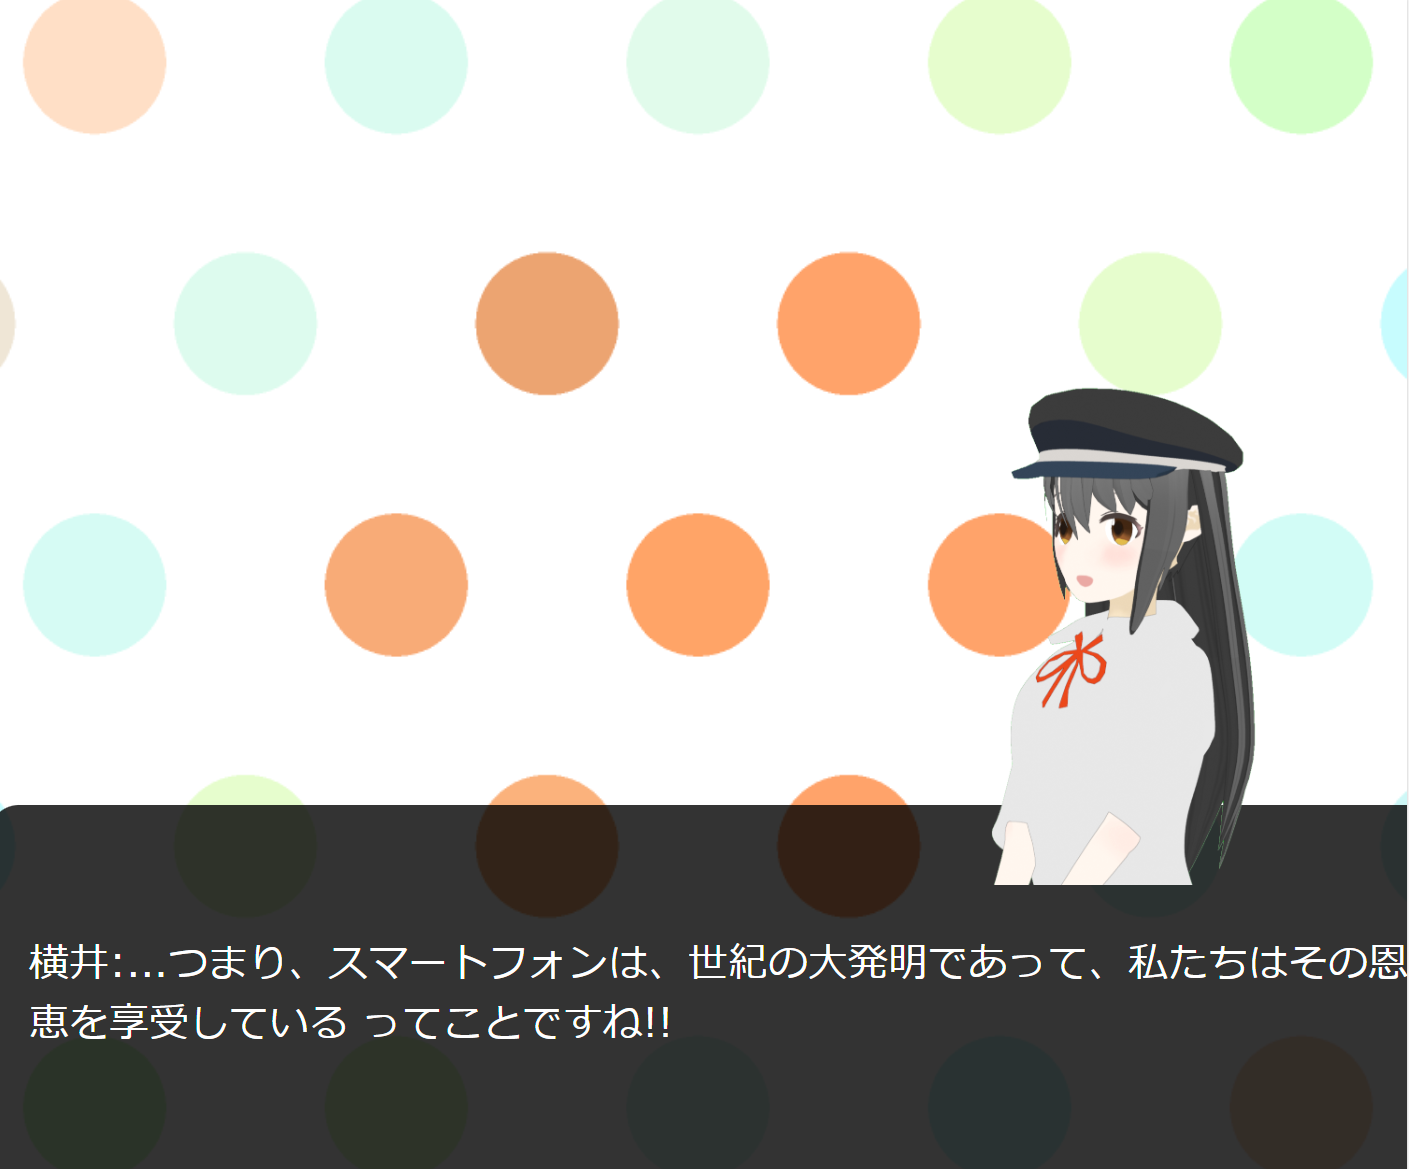 横井:…つまり、スマートフォンは、世紀の大発明であって、私たちはその恩
恵を享受している ってことですね!!